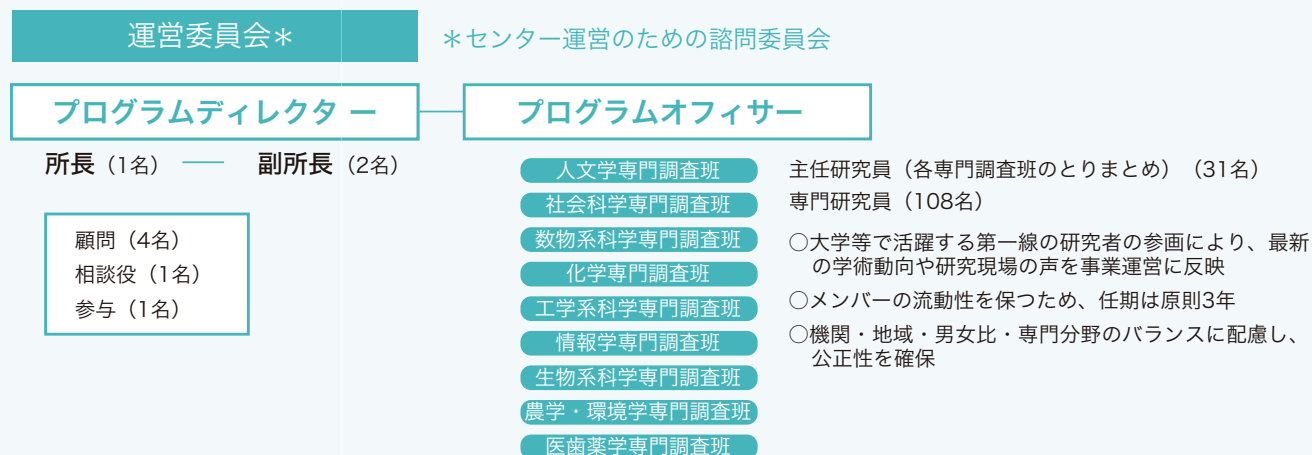 運営委員会＊
＊センター運営のための諮問委員会
プログラムディレクター
プログラムオフィサー
所長（1名）
副所長（2名）
顧問（4名）
相談役（1名）
参与（1名）
人文学専門調査班
社会科学専門調査班
数物系科学専門調査班
化学専門調査班
工学系科学専門調査班
情報学専門調査班
生物系科学専門調査班
農学・環境学専門調査班
医歯薬学専門調査班
主任研究員（各専門調査班のとりまとめ）（31名）
専門研究員（108名）
○大学等で活躍する第一線の研究者の参画により、最新
の学術動向や研究現場の声を事業運営に反映
○メンバーの流動性を保つため、任期は原則3年
○機関・地域・男女比・専門分野のバランスに配慮し、
公正性を確保